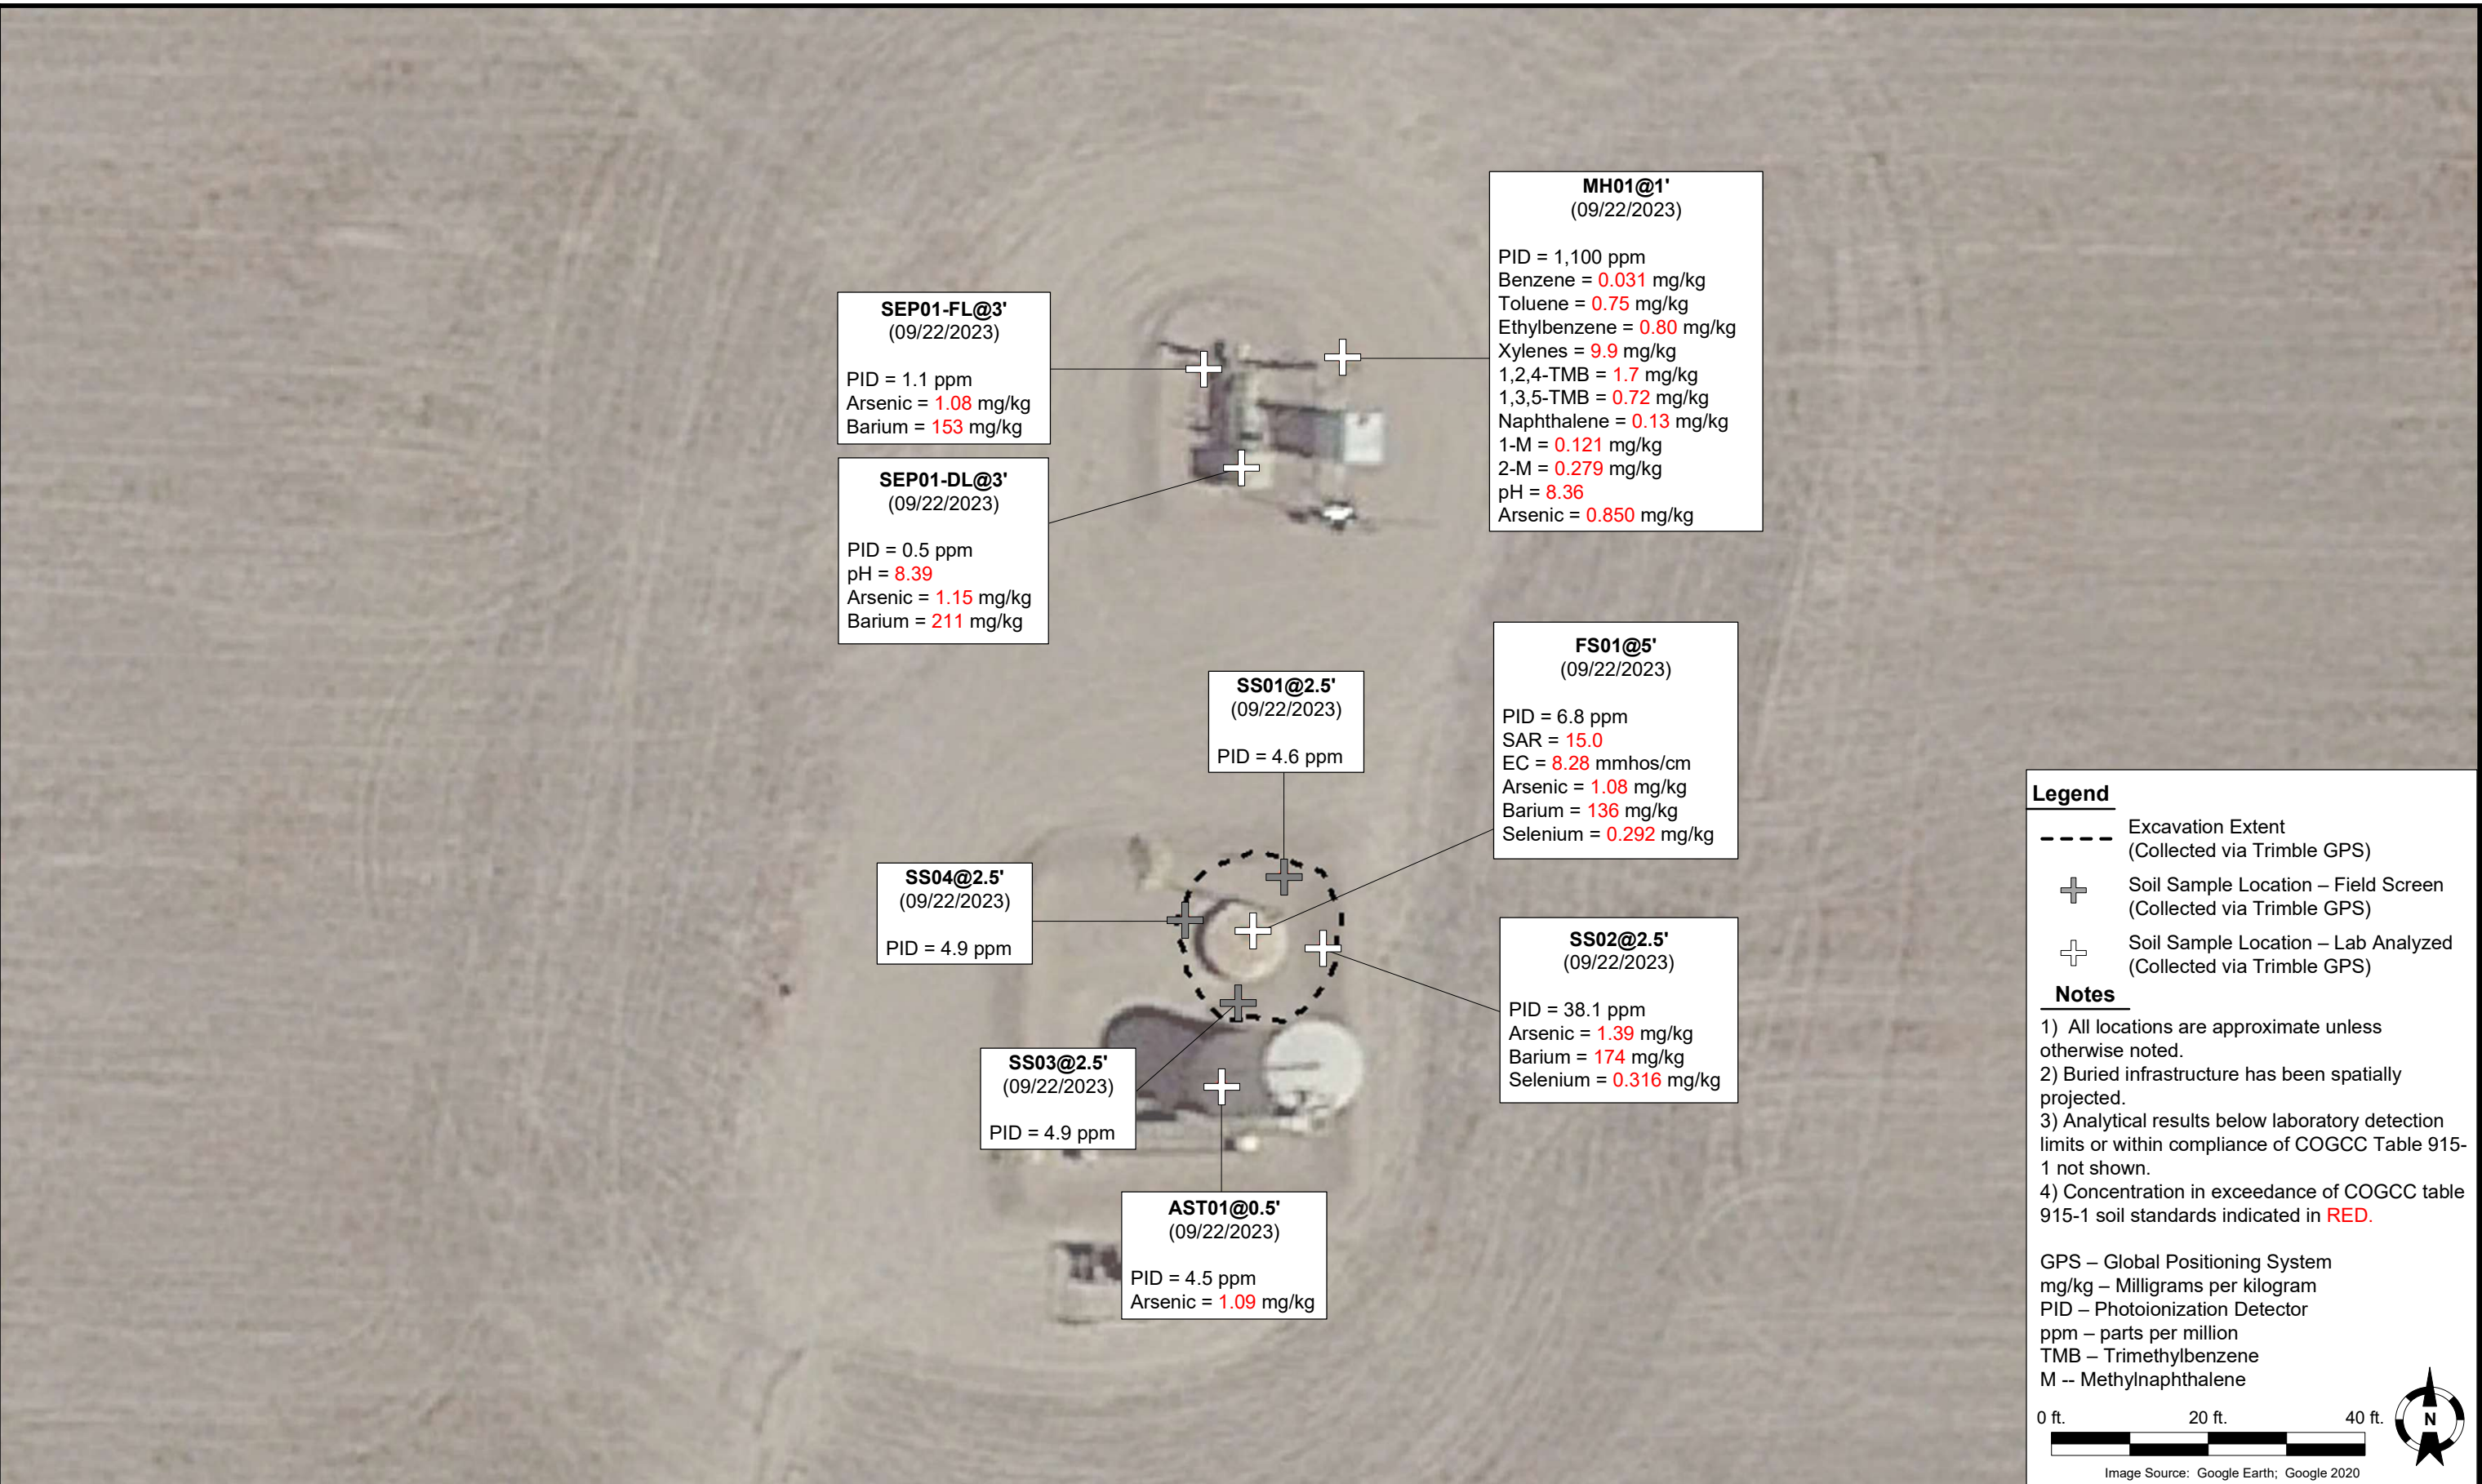 MH01@1'
(09/22/2023)
PID = 1,100 ppm
Benzene = 0.031 mg/kg
Toluene = 0.75 mg/kg
Ethylbenzene = 0.80 mg/kg
Xylenes = 9.9 mg/kg
1,2,4-TMB = 1.7 mg/kg
1,3,5-TMB = 0.72 mg/kg
Naphthalene = 0.13 mg/kg
1-M = 0.121 mg/kg
2-M = 0.279 mg/kg
pH = 8.36
Arsenic = 0.850 mg/kg
SEP01-FL@3'
(09/22/2023)
PID = 1.1 ppm
Arsenic = 1.08 mg/kg
Barium = 153 mg/kg
SEP01-DL@3'
(09/22/2023)
PID = 0.5 ppm
pH = 8.39
Arsenic = 1.15 mg/kg
Barium = 211 mg/kg
FS01@5'
(09/22/2023)
PID = 6.8 ppm
SAR = 15.0
EC = 8.28 mmhos/cm
Arsenic = 1.08 mg/kg
Barium = 136 mg/kg
Selenium = 0.292 mg/kg
SS01@2.5'
(09/22/2023)
PID = 4.6 ppm
SS04@2.5'
(09/22/2023)
PID = 4.9 ppm
SS02@2.5'
(09/22/2023)
PID = 38.1 ppm
Arsenic = 1.39 mg/kg
Barium = 174 mg/kg
Selenium = 0.316 mg/kg
SS03@2.5'
(09/22/2023)
PID = 4.9 ppm
AST01@0.5'
(09/22/2023)
PID = 4.5 ppm
Arsenic = 1.09 mg/kg
Legend
Excavation Extent
(Collected via Trimble GPS)
Soil Sample Location – Field Screen
(Collected via Trimble GPS)
Soil Sample Location – Lab Analyzed
(Collected via Trimble GPS)
Notes
1) All locations are approximate unless
otherwise noted.
2) Buried infrastructure has been spatially
projected.
3) Analytical results below laboratory detection
limits or within compliance of COGCC Table 915-
1 not shown.
4) Concentration in exceedance of COGCC table
915-1 soil standards indicated in RED.
GPS – Global Positioning System
mg/kg – Milligrams per kilogram
PID – Photoionization Detector
ppm – parts per million
TMB – Trimethylbenzene
M -- Methylnaphthalene
0 ft. 20 ft. 40 ft.
N
Image Source: Google Earth; Google 2020